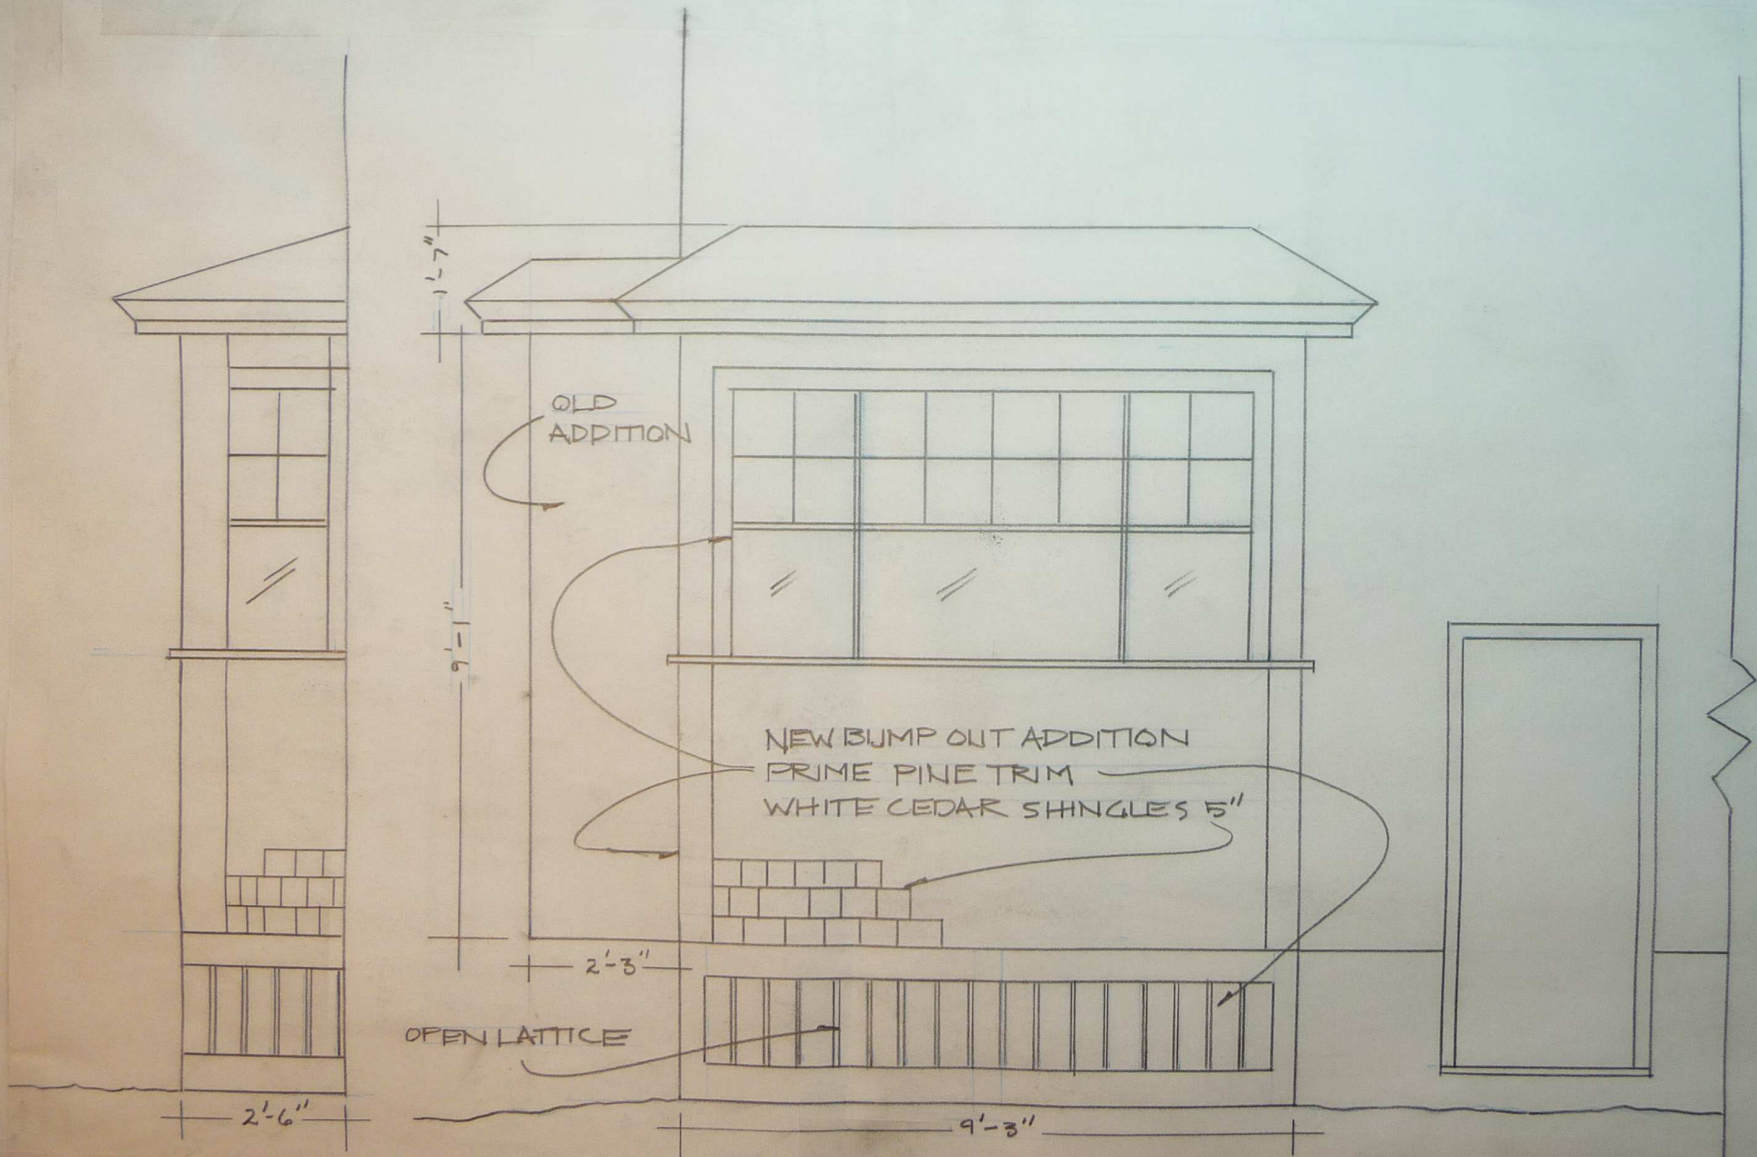 1'-7"
OLD
ADDITION
9'-1"
NEW BUMP OUT ADDITION
PRIME PINE TRIM
WHITE CEDAR SHINGLES 5"
2'-3"
OPEN LATTICE
2'-6"
9'-3"